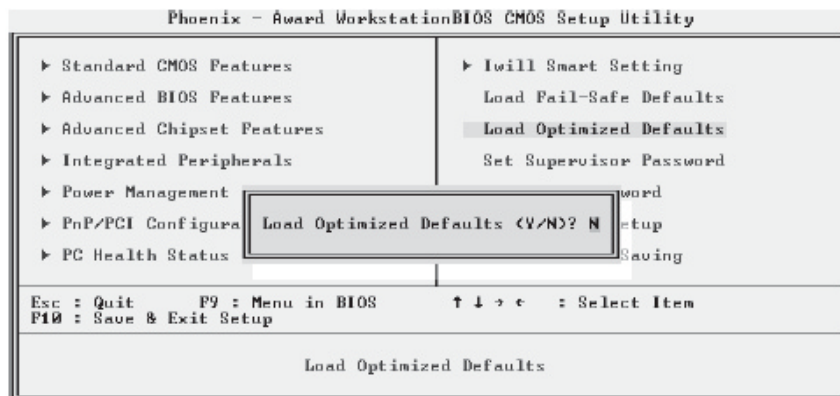 Phoenix - Award WorkstationBIOS CMOS Setup Utility
▶ Standard CMOS Features
▶ Advanced BIOS Features
▶ Advanced Chipset Features
▶ Integrated Peripherals
▶ Power Management
▶ PnP/PCI Configura
▶ PC Health Status
▶ Iwill Smart Setting
Load Fail-Safe Defaults
Load Optimized Defaults
Set Supervisor Password
word
etup
Saving
Load Optimized Defaults (Y/N)? N
Esc : Quit F9 : Menu in BIOS ↑ ↓ → ← : Select Item
F10 : Save & Exit Setup
Load Optimized Defaults